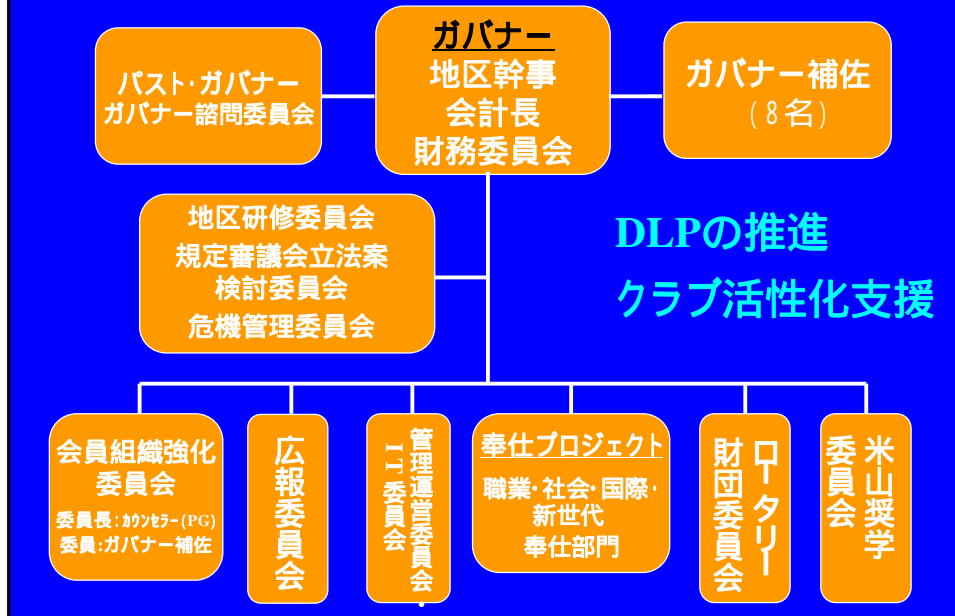 パスト・ガバナー
ガバナー諮問委員会
ガバナー
地区幹事
会計長
財務委員会
ガバナー補佐
(8名)
地区研修委員会
規定審議会立法案
検討委員会
危機管理委員会
DLPの推進
クラブ活性化支援
会員組織強化
委員会
委員長:カウンセラー(PG)
委員:ガバナー補佐
広報委員会
管理運営委員会・
IT委員会
奉仕プロジェクト
職業・社会・国際・
新世代
奉仕部門
ロータリー
財団委員会
米山奨学
委員会